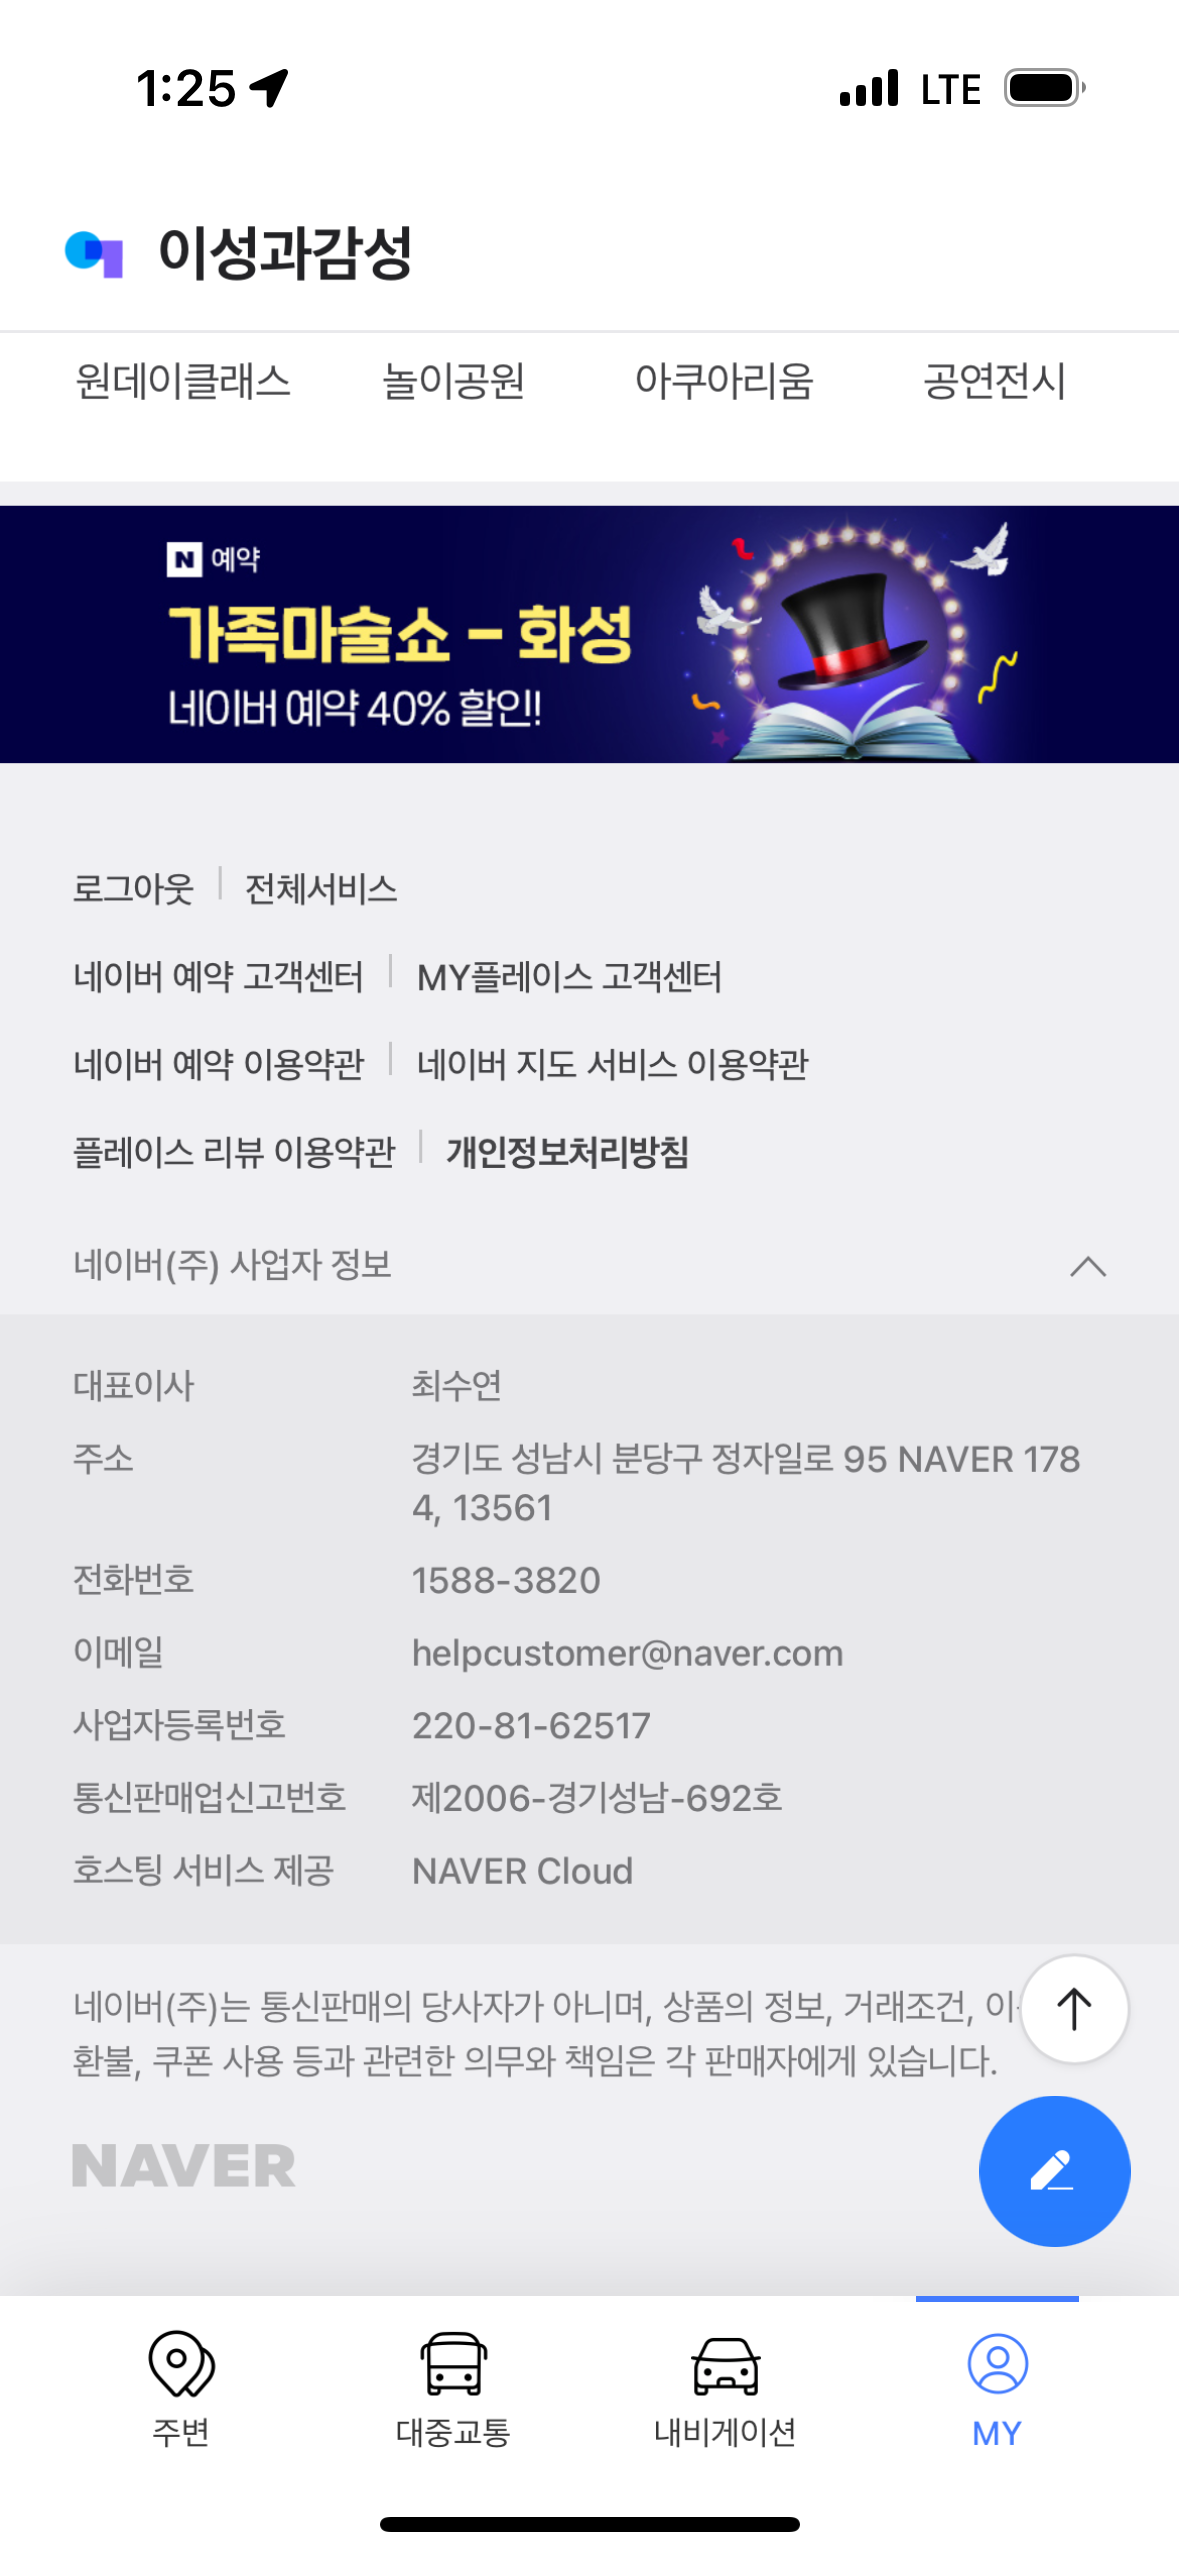 1:25 LTE
이성과감성
원데이클래스 놀이공원 아쿠아리움 공연전시
N 예약
가족마술쇼 - 화성
네이버 예약 40% 할인!
로그아웃 전체서비스
네이버 예약 고객센터 MY플레이스 고객센터
네이버 예약 이용약관 네이버 지도 서비스 이용약관
플레이스 리뷰 이용약관 개인정보처리방침
네이버(주) 사업자 정보
대표이사 최수연
주소 경기도 성남시 분당구 정자일로 95 NAVER 178
4, 13561
전화번호 1588-3820
이메일 helpcustomer@naver.com
사업자등록번호 220-81-62517
통신판매업신고번호 제2006-경기성남-692호
호스팅 서비스 제공 NAVER Cloud
네이버(주)는 통신판매의 당사자가 아니며, 상품의 정보, 거래조건, 이
환불, 쿠폰 사용 등과 관련한 의무와 책임은 각 판매자에게 있습니다.
NAVER
주변 대중교통 내비게이션 MY